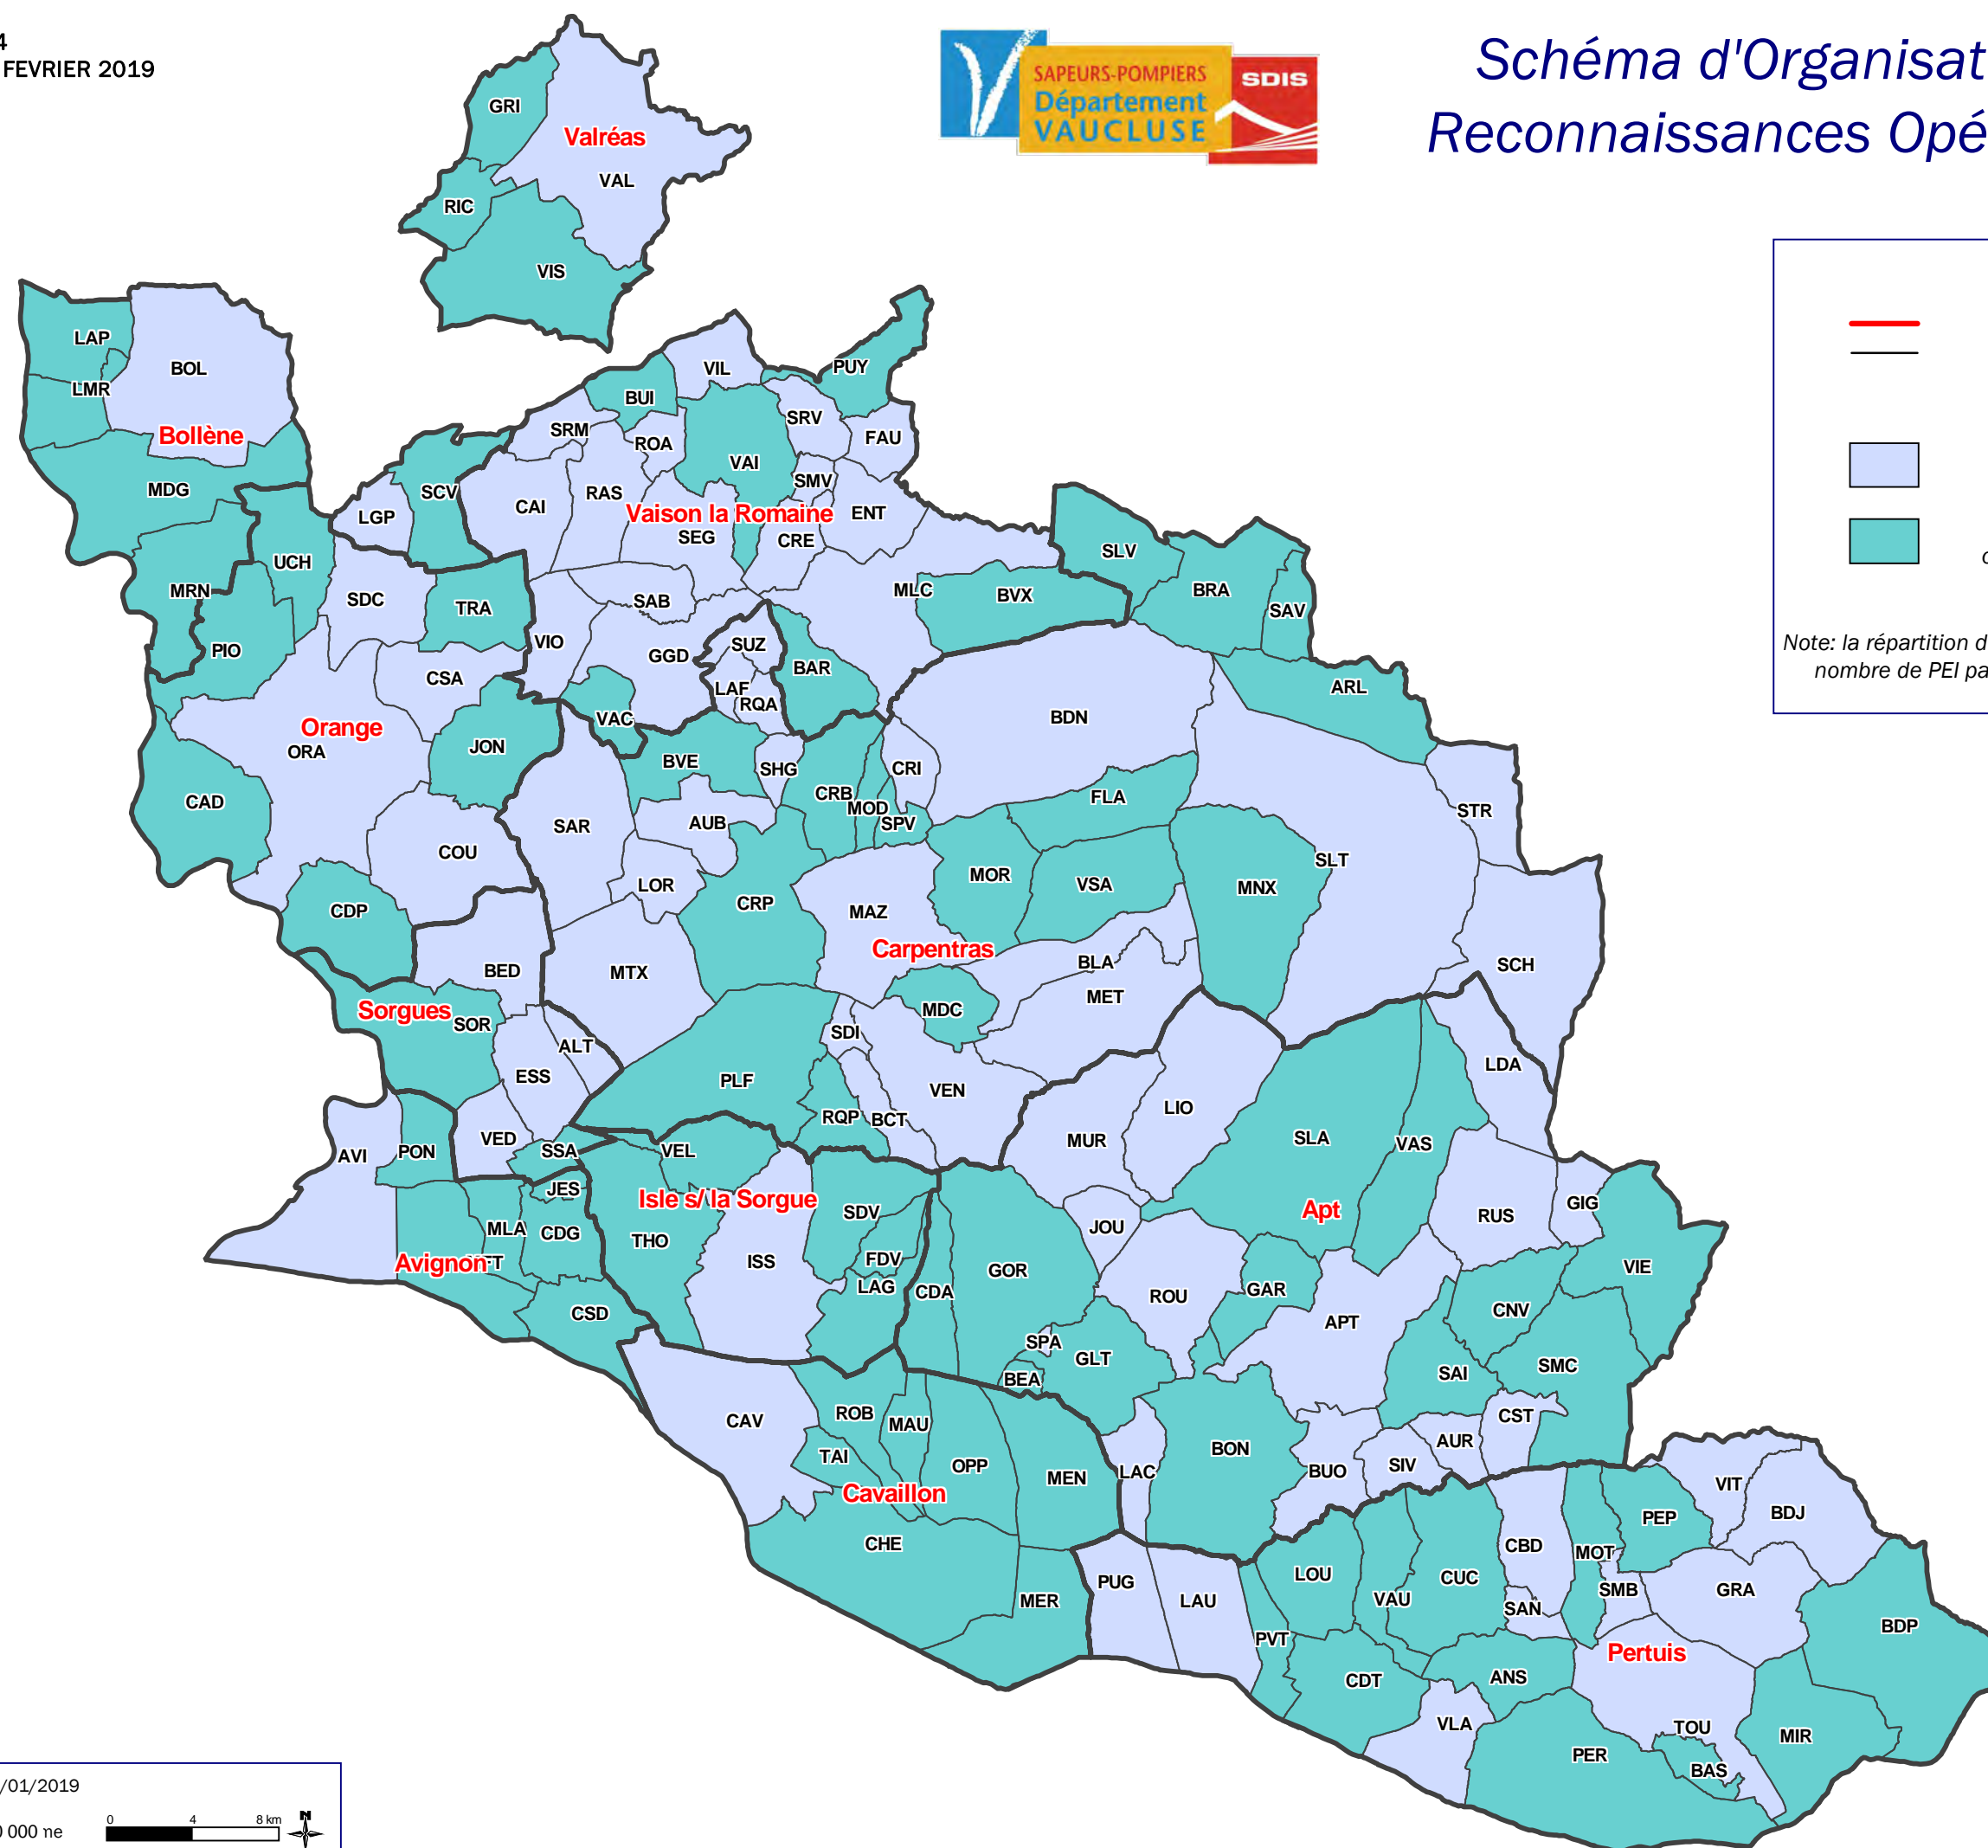 4
FEVRIER 2019
SAPEURS-POMPIERS
Département
VAUCLUSE
SDIS
Schéma d'Organisat
Reconnaissances Opé
GRI
Valréas
VAL
RIC
VIS
LAP
BOL
LMR
Bollène
MDG
VIL
PUY
BUI
SRV
SRM
ROA
FAU
VAI
SMV
SCV
RAS
CAI
LGP
Vaison la Romaine
ENT
SEG
CRE
UCH
SLV
MRN
SDC
TRA
SAB
MLC
BVX
BRA
SAV
PIO
VIO
GGD
SUZ
BAR
CSA
LAF
RQA
ARL
Note: la répartition d
nombre de PEI pa
Orange
ORA
JON
VAC
BDN
BVE
SHG
CRI
CAD
CRB
MOD
SPV
FLA
STR
SAR
AUB
COU
SLT
LOR
MOR
VSA
MNX
CDP
CRP
MAZ
Carpentras
BED
MTX
BLA
SCH
Sorgues
SOR
MDC
MET
ALT
SDI
ESS
PLF
VEN
LDA
RQP
BCT
LIO
AVI
PON
VED
SSA
VEL
MUR
SLA
VAS
JES
Isle s/ la Sorgue
SDV
Apt
RUS
GIG
MLA
CDG
THO
JOU
Avignon
ISS
FDV
LAG
CDA
GOR
VIE
ROU
GAR
CSD
APT
CNV
SPA
GLT
BEA
SAI
SMC
CAV
ROB
MAU
CST
TAI
OPP
MEN
LAC
BON
AUR
BUO
SIV
Cavaillon
VIT
BDJ
PEP
CHE
CBD
MOT
PUG
LOU
CUC
SMB
GRA
MER
LAU
VAU
SAN
BDP
PVT
Pertuis
CDT
ANS
VLA
TOU
MIR
PER
BAS
/01/2019
0 4 8 km
N